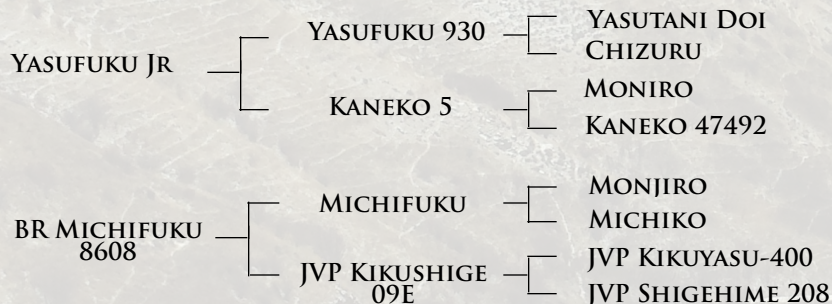 Yasufuku Jr
Yasufuku 930
Yasutani Doi
Chizuru
Kaneko 5
Moniro
Kaneko 47492
BR Michifuku
8608
Michifuku
Monjiro
Michiko
JVP Kikushige
09E
JVP Kikuyasu-400
JVP Shigehime 208